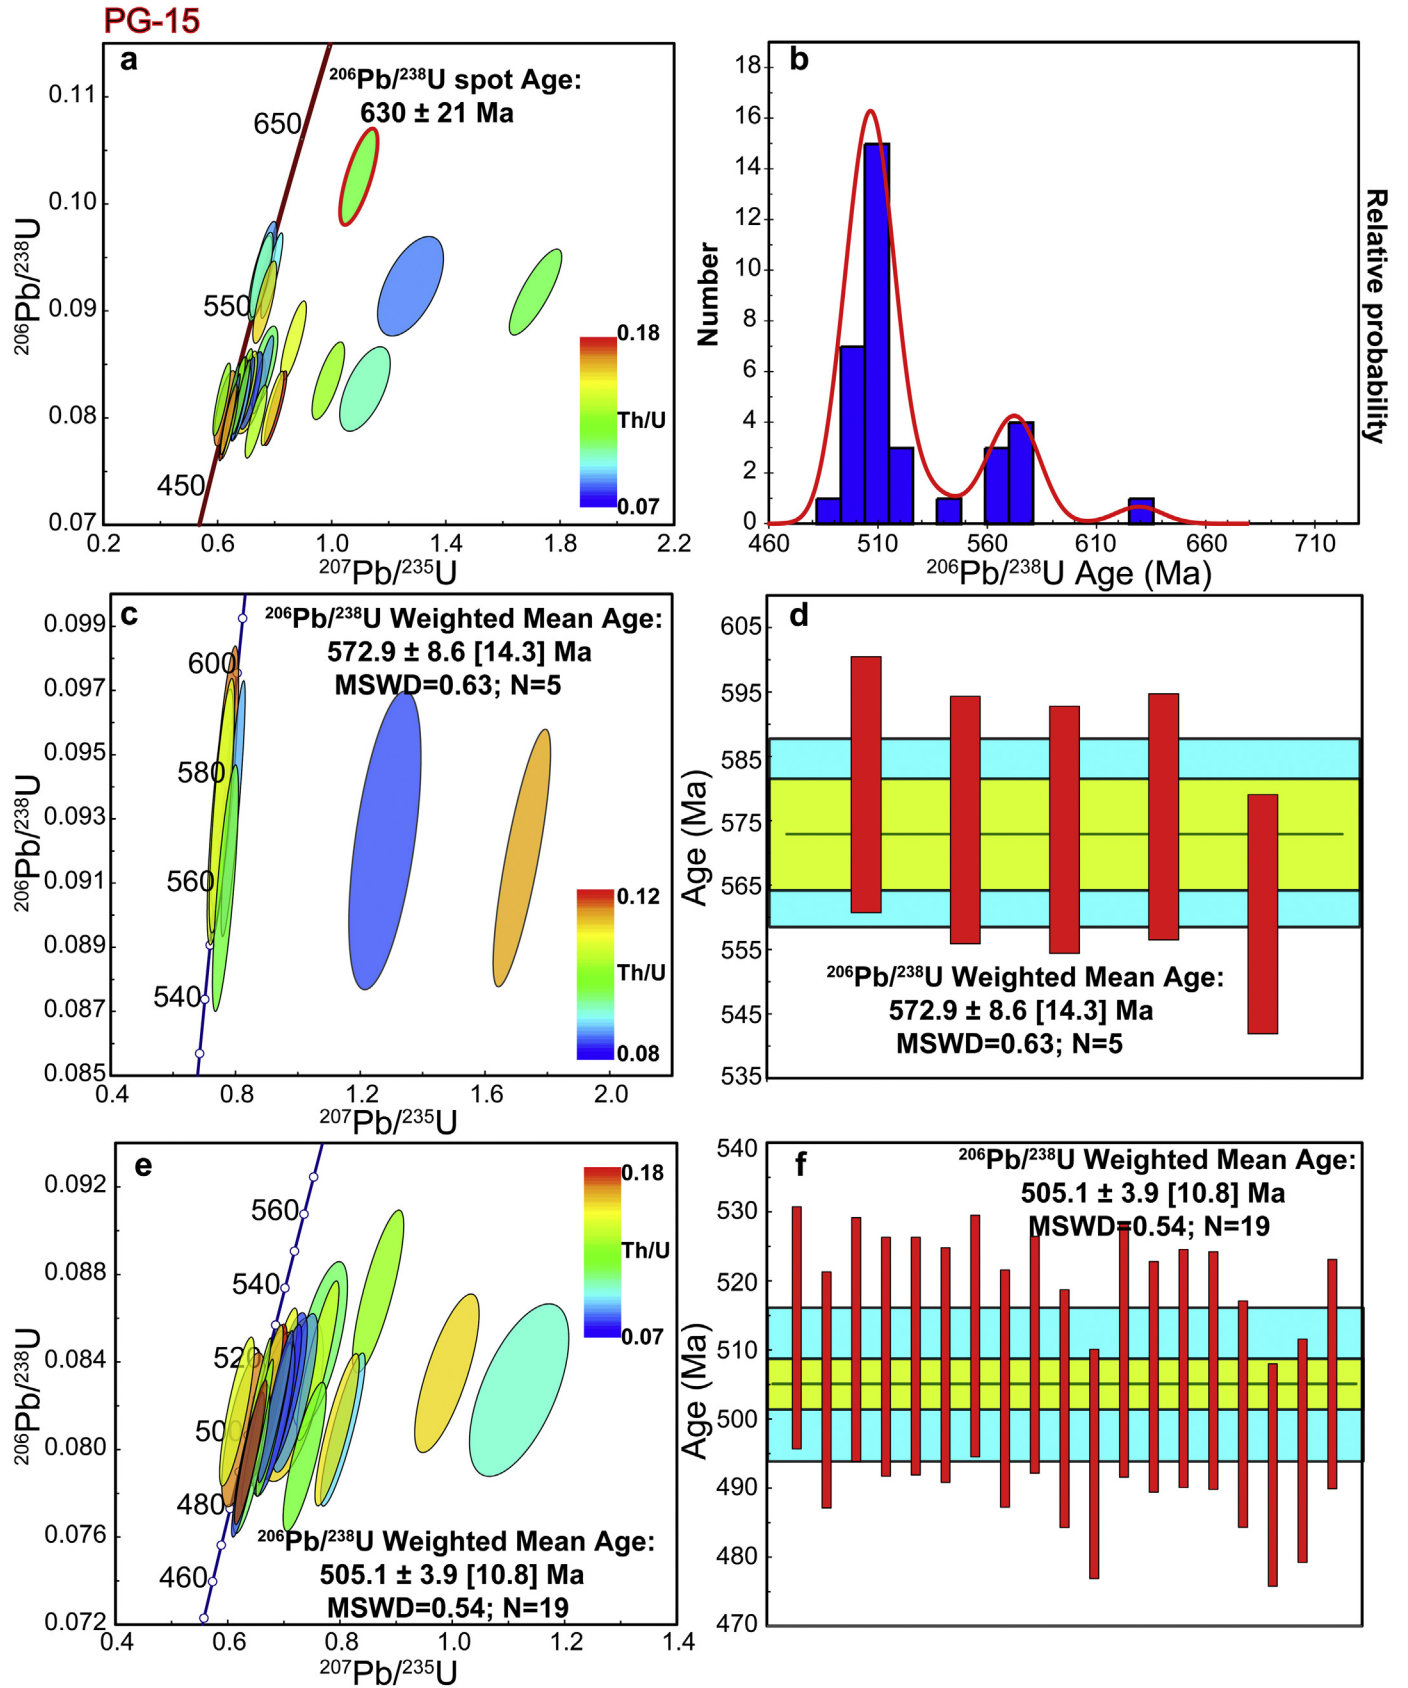 PG-15
a
²⁰⁶Pb/²³⁸U spot Age:
630 ± 21 Ma
650
550
450
0.11
0.10
0.09
0.08
0.07
²⁰⁶Pb/²³⁸U
0.18
Th/U
0.07
0.2 0.6 1.0 1.4 1.8 2.2
²⁰⁷Pb/²³⁵U
b
18
16
14
12
10
8
6
4
2
0
Number
Relative probability
460 510 560 610 660 710
²⁰⁶Pb/²³⁸U Age (Ma)
c
²⁰⁶Pb/²³⁸U Weighted Mean Age:
572.9 ± 8.6 [14.3] Ma
MSWD=0.63; N=5
600
580
560
540
0.099
0.097
0.095
0.093
0.091
0.089
0.087
0.085
²⁰⁶Pb/²³⁸U
0.12
Th/U
0.08
0.4 0.8 1.2 1.6 2.0
²⁰⁷Pb/²³⁵U
d
605
595
585
575
565
555
545
535
Age (Ma)
²⁰⁶Pb/²³⁸U Weighted Mean Age:
572.9 ± 8.6 [14.3] Ma
MSWD=0.63; N=5
e
0.18
Th/U
0.07
560
540
520
500
480
460
0.092
0.088
0.084
0.080
0.076
0.072
²⁰⁶Pb/²³⁸U
²⁰⁶Pb/²³⁸U Weighted Mean Age:
505.1 ± 3.9 [10.8] Ma
MSWD=0.54; N=19
0.4 0.6 0.8 1.0 1.2 1.4
²⁰⁷Pb/²³⁵U
f
²⁰⁶Pb/²³⁸U Weighted Mean Age:
505.1 ± 3.9 [10.8] Ma
MSWD=0.54; N=19
540
530
520
510
500
490
480
470
Age (Ma)